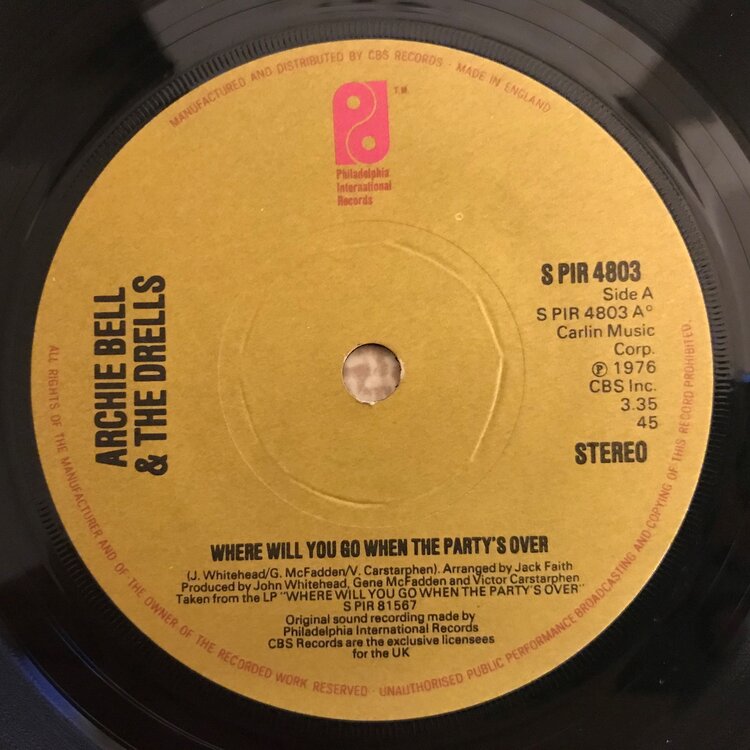 MANUFACTURED AND DISTRIBUTED BY CBS RECORDS · MADE IN ENGLAND
T.M.
Philadelphia
International
Records
ARCHIE BELL
& THE DRELLS
S PIR 4803
Side A
S PIR 4803 A°
Carlin Music
Corp.
℗ 1976
CBS Inc.
3.35
45
STEREO
WHERE WILL YOU GO WHEN THE PARTY'S OVER
(J. Whitehead/G. McFadden/V. Carstarphen). Arranged by Jack Faith
Produced by John Whitehead, Gene McFadden and Victor Carstarphen
Taken from the LP "WHERE WILL YOU GO WHEN THE PARTY'S OVER"
S PIR 81567
Original sound recording made by
Philadelphia International Records
CBS Records are the exclusive licensees
for the UK
ALL RIGHTS OF THE MANUFACTURER AND OF THE OWNER OF THE RECORDED WORK RESERVED · UNAUTHORISED PUBLIC PERFORMANCE BROADCASTING AND COPYING OF THIS RECORD PROHIBITED.